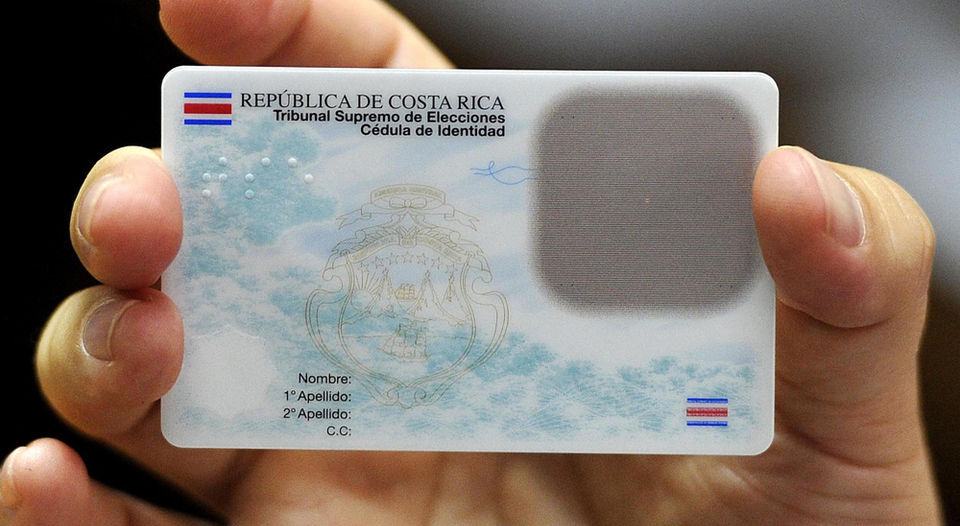 REPÚBLICA DE COSTA RICA
Tribunal Supremo de Elecciones
Cédula de Identidad
Nombre:
1º Apellido:
2º Apellido:
C.C: